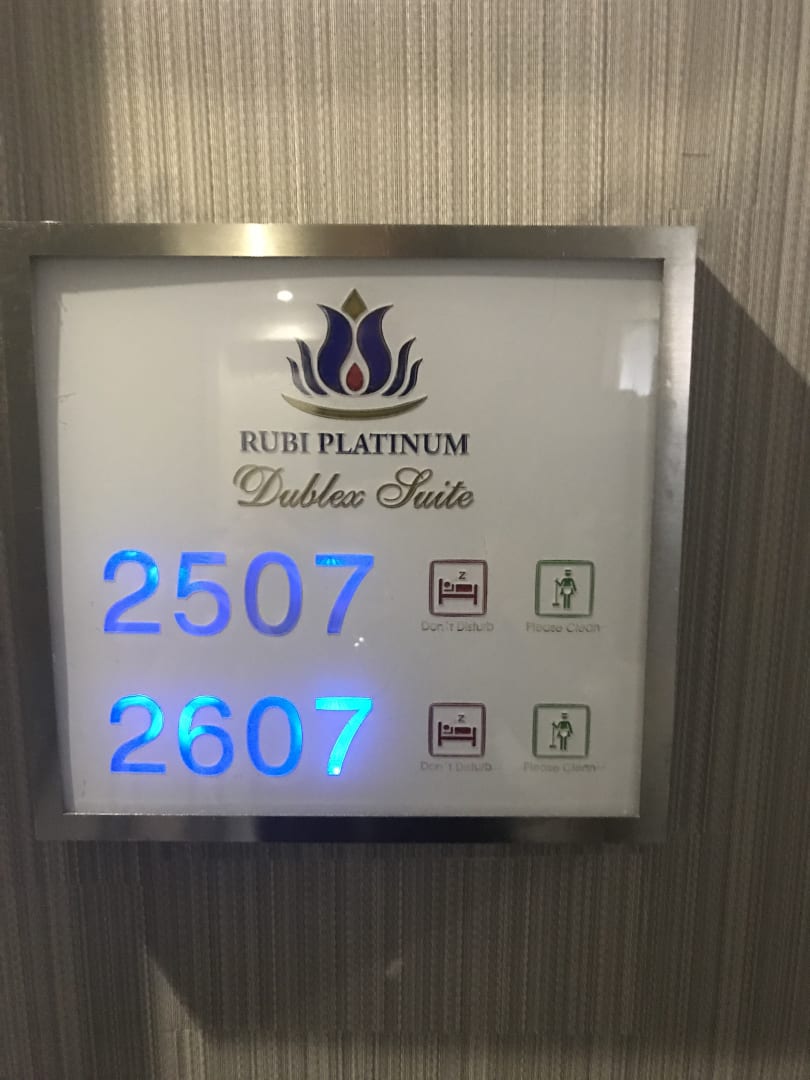 RUBI PLATINUM
Dublex Suite
2507
Z
Don't Disturb
Please Clean
2607
Z
Don't Disturb
Please Clean